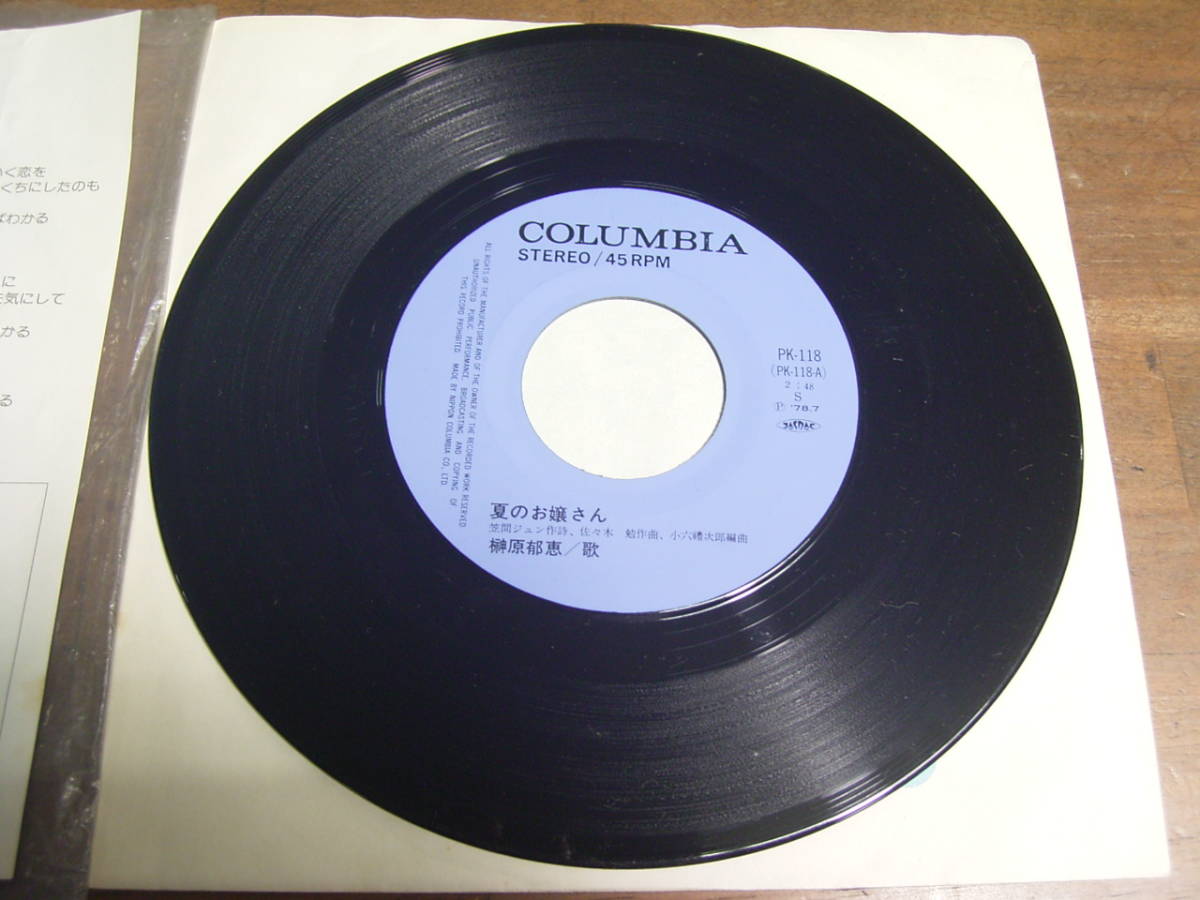 く恋を
くちにしたのも
ばわかる
に
を気にして
かる
る
COLUMBIA
STEREO/45RPM
ALL RIGHTS OF THE MANUFACTURER AND OF THE OWNER OF THE RECORDED WORK RESERVED
UNAUTHORIZED PUBLIC PERFORMANCE, BROADCASTING AND COPYING OF
THIS RECORD PROHIBITED MADE BY NIPPON COLUMBIA CO., LTD.
PK-118
(PK-118-A)
2:48
S
Ⓟ '78.7
JASRAC
夏のお嬢さん
笠間ジュン作詩、佐々木 勉作曲、小六禮次郎編曲
榊原郁恵/歌